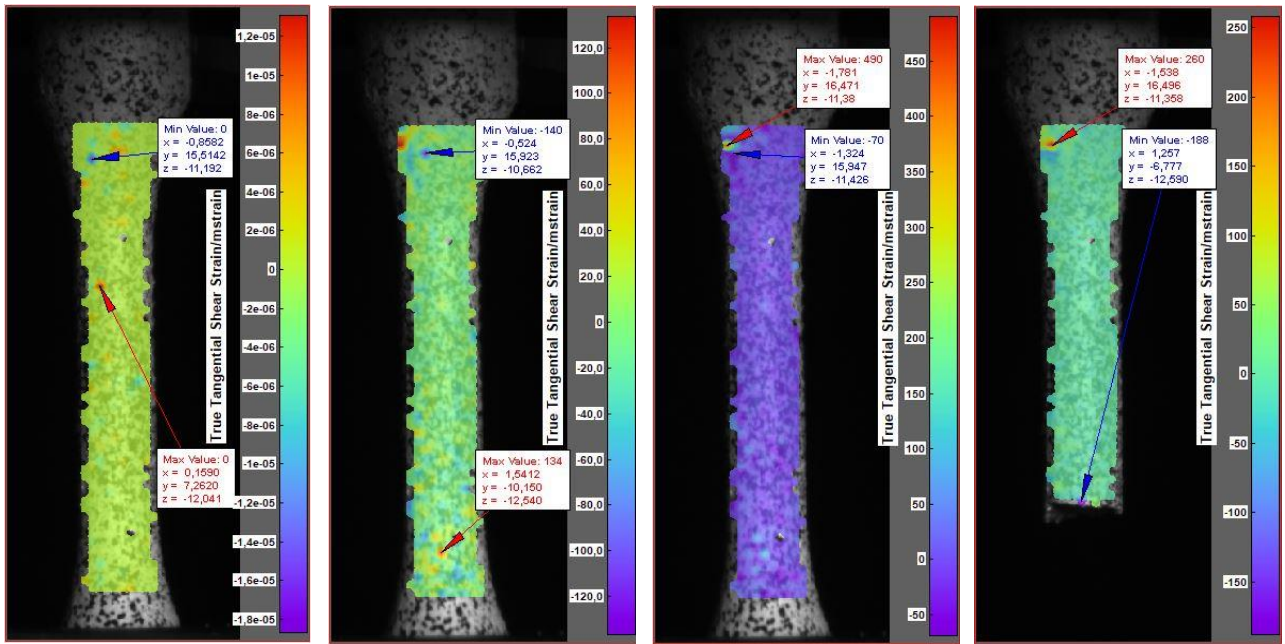 1,2e-05
1e-05
8e-06
6e-06
4e-06
2e-06
0
-2e-06
-4e-06
-6e-06
-8e-06
-1e-05
-1,2e-05
-1,4e-05
-1,6e-05
-1,8e-05
True Tangential Shear Strain/mstrain
Min Value: 0
x = -0,8582
y = 15,5142
z = -11,192
Max Value: 0
x = 0,1590
y = 7,2620
z = -12,041
120,0
100,0
80,0
60,0
40,0
20,0
0
-20,0
-40,0
-60,0
-80,0
-100,0
-120,0
True Tangential Shear Strain/mstrain
Min Value: -140
x = -0,524
y = 15,923
z = -10,662
Max Value: 134
x = 1,5412
y = -10,150
z = -12,540
450
400
350
300
250
200
150
100
50
0
-50
True Tangential Shear Strain/mstrain
Max Value: 490
x = -1,781
y = 16,471
z = -11,38
Min Value: -70
x = -1,324
y = 15,947
z = -11,426
250
200
150
100
50
0
-50
-100
-150
True Tangential Shear Strain/mstrain
Max Value: 260
x = -1,538
y = 16,496
z = -11,358
Min Value: -188
x = 1,257
y = -6,777
z = -12,590